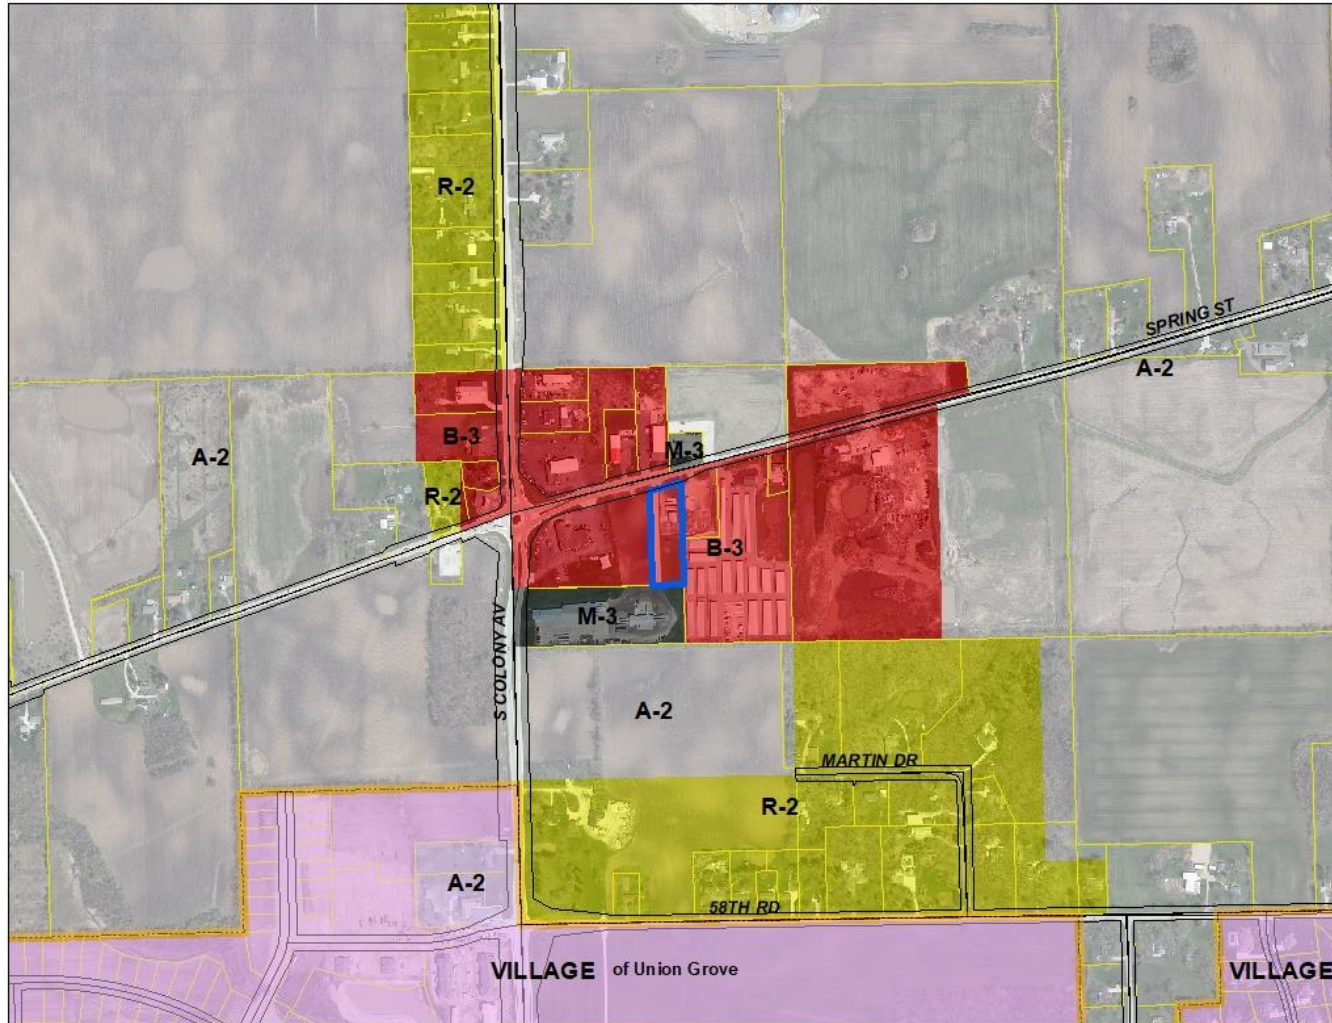 R-2
SPRING ST
A-2
B-3
M-3
A-2
R-2
B-3
M-3
S COLONY AV
A-2
MARTIN DR
R-2
A-2
58TH RD
VILLAGE of Union Grove
VILLAGE